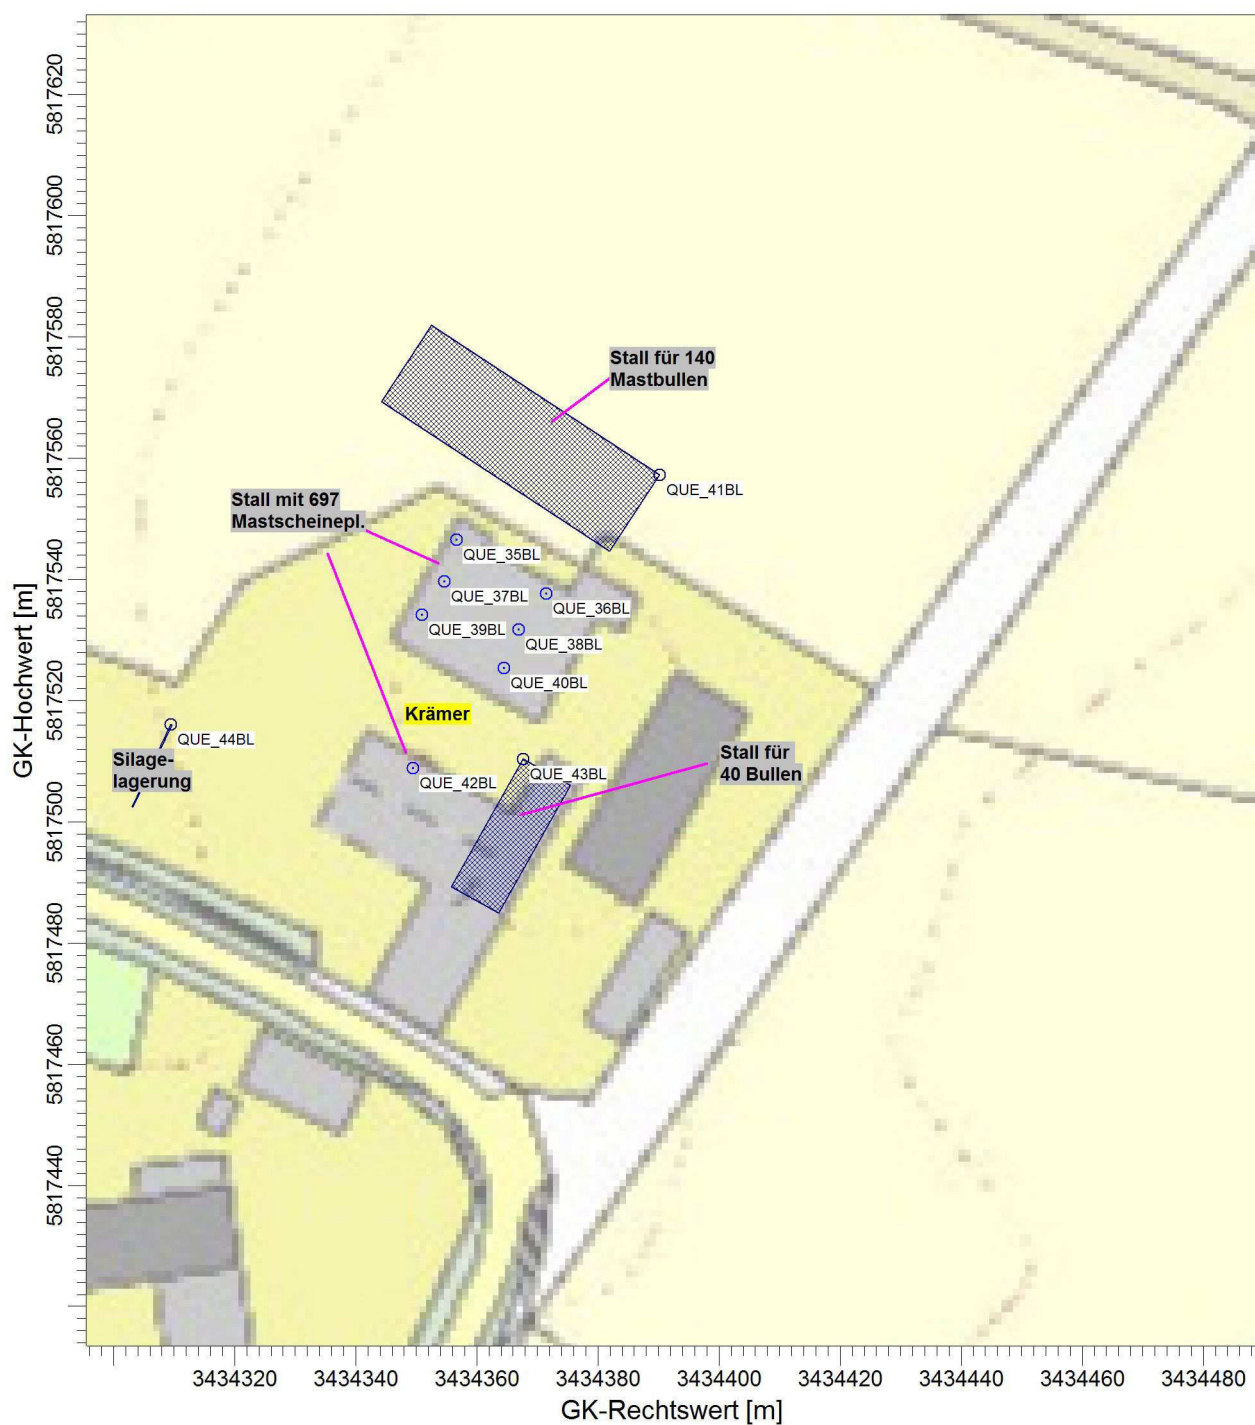 5817620
5817600
5817580
5817560
5817540
5817520
5817500
5817480
5817460
5817440
GK-Hochwert [m]
Stall für 140
Mastbullen
QUE_41BL
Stall mit 697
Mastscheinepl.
QUE_35BL
QUE_37BL
QUE_36BL
QUE_39BL
QUE_38BL
QUE_40BL
Krämer
QUE_44BL
Silage-
lagerung
QUE_42BL
QUE_43BL
Stall für
40 Bullen
3434320
3434340
3434360
3434380
3434400
3434420
3434440
3434460
3434480
GK-Rechtswert [m]